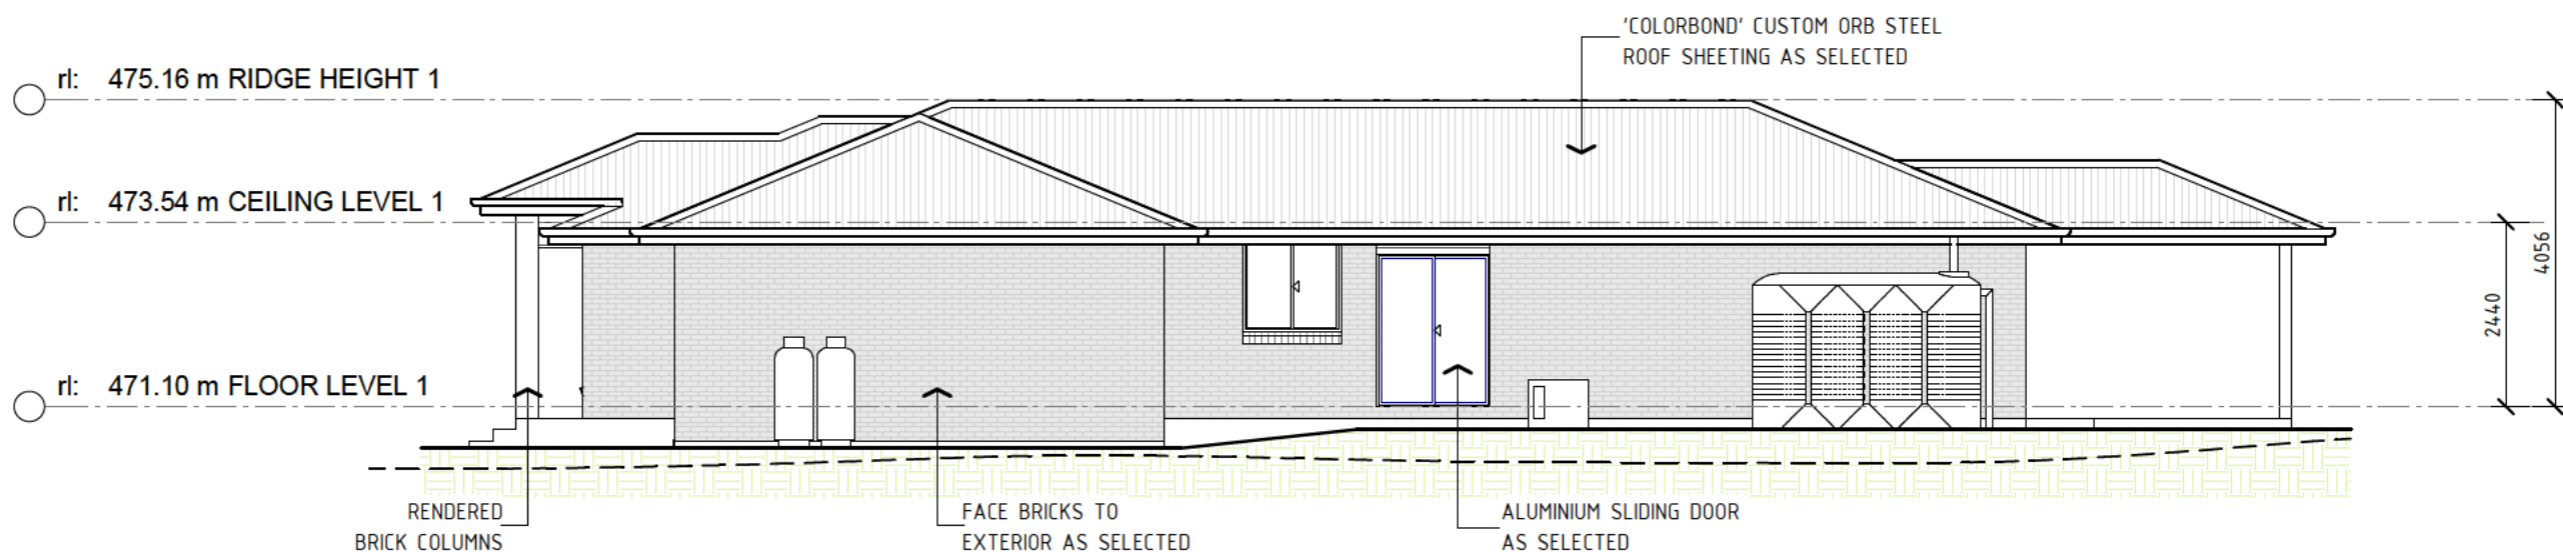 'COLORBOND' CUSTOM ORB STEEL
ROOF SHEETING AS SELECTED
rl: 475.16 m RIDGE HEIGHT 1
rl: 473.54 m CEILING LEVEL 1
4056
2440
rl: 471.10 m FLOOR LEVEL 1
RENDERED
BRICK COLUMNS
FACE BRICKS TO
EXTERIOR AS SELECTED
ALUMINIUM SLIDING DOOR
AS SELECTED